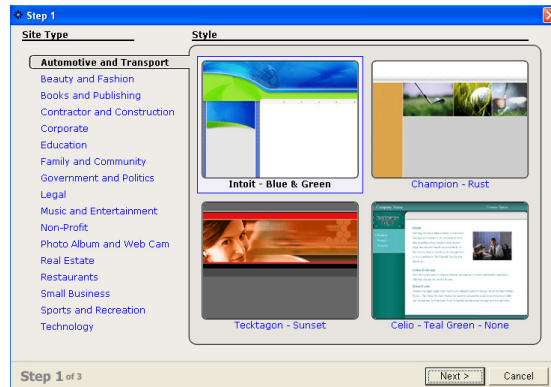 Step 1
Site Type
Style
Automotive and Transport
Beauty and Fashion
Books and Publishing
Contractor and Construction
Corporate
Education
Family and Community
Government and Politics
Legal
Music and Entertainment
Non-Profit
Photo Album and Web Cam
Real Estate
Restaurants
Small Business
Sports and Recreation
Technology
Intoit - Blue & Green
Champion - Rust
Tecktagon - Sunset
Celio - Teal Green - None
Step 1 of 3
Next >
Cancel